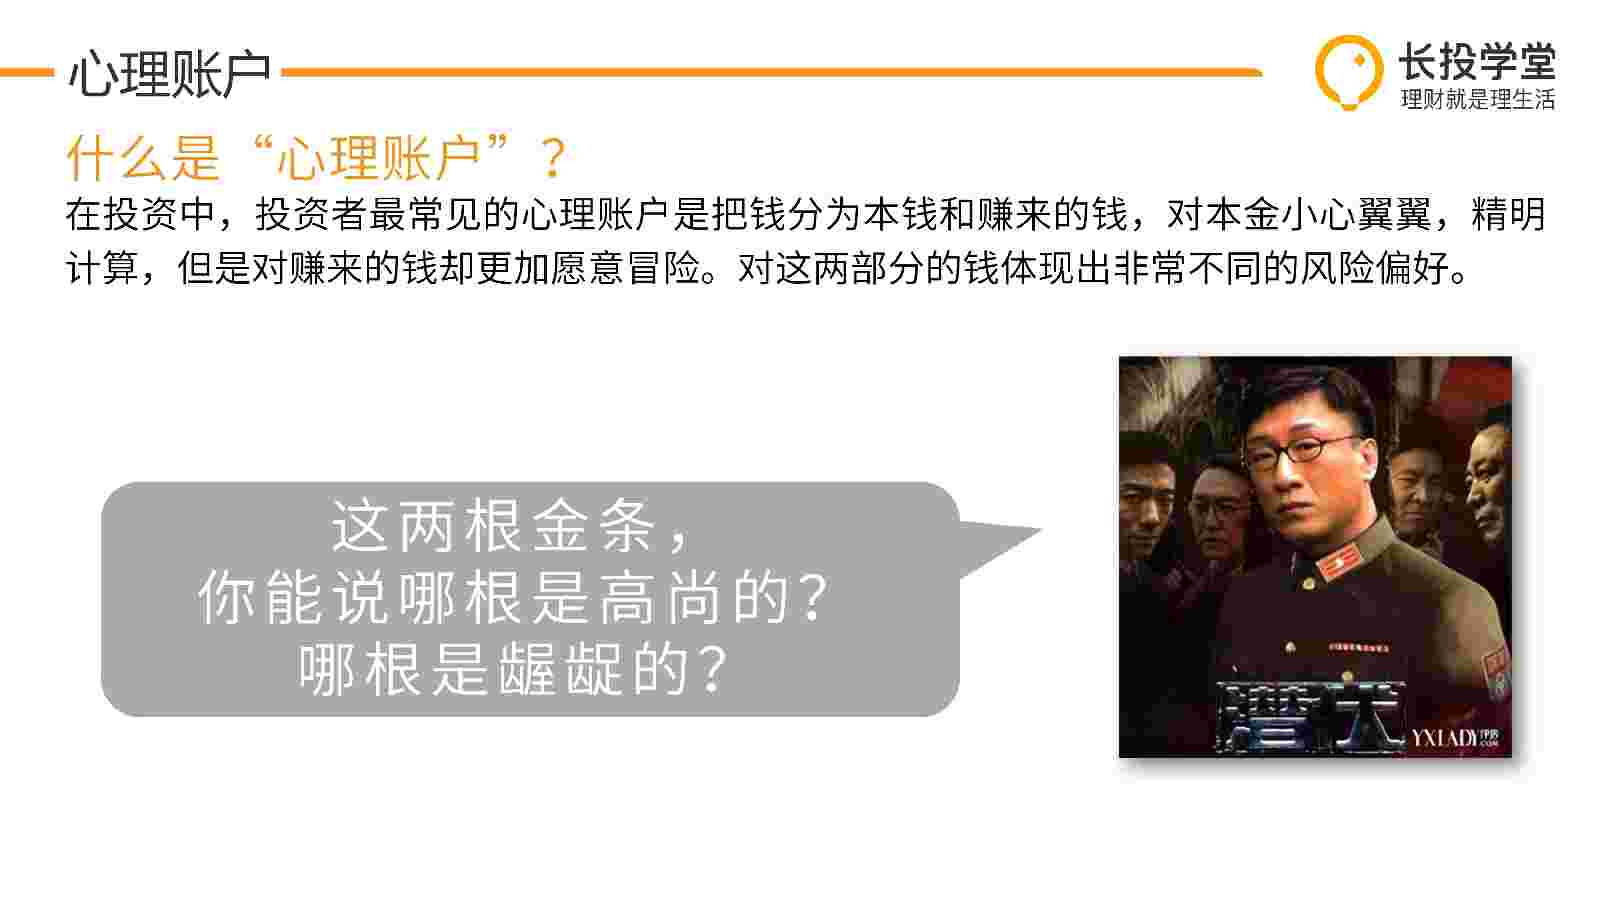 心理账户
长投学堂
理财就是理生活
什么是“心理账户”？
在投资中，投资者最常见的心理账户是把钱分为本钱和赚来的钱，对本金小心翼翼，精明
计算，但是对赚来的钱却更加愿意冒险。对这两部分的钱体现出非常不同的风险偏好。
这两根金条，
你能说哪根是高尚的？
哪根是龌龊的？
潜伏
YXLADY伊秀
.COM